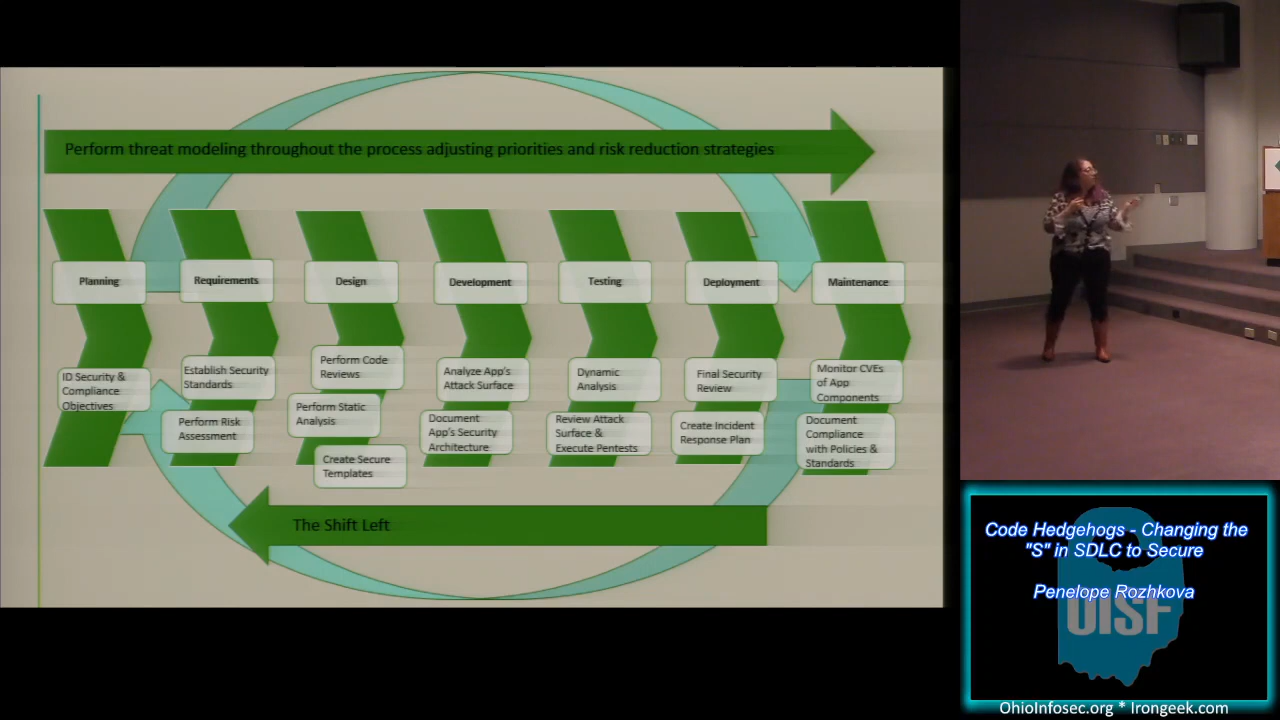 Perform threat modeling throughout the process adjusting priorities and risk reduction strategies
Planning
Requirements
Design
Development
Testing
Deployment
Maintenance
ID Security &
Compliance
Objectives
Establish Security
Standards
Perform Risk
Assessment
Perform Code
Reviews
Perform Static
Analysis
Create Secure
Templates
Analyze App's
Attack Surface
Document
App's Security
Architecture
Dynamic
Analysis
Review Attack
Surface &
Execute Pentests
Final Security
Review
Create Incident
Response Plan
Monitor CVEs
of App
Components
Document
Compliance
with Policies &
Standards
The Shift Left
Code Hedgehogs - Changing the
"S" in SDLC to Secure
Penelope Rozhkova
OISF
OhioInfosec.org * Irongeek.com